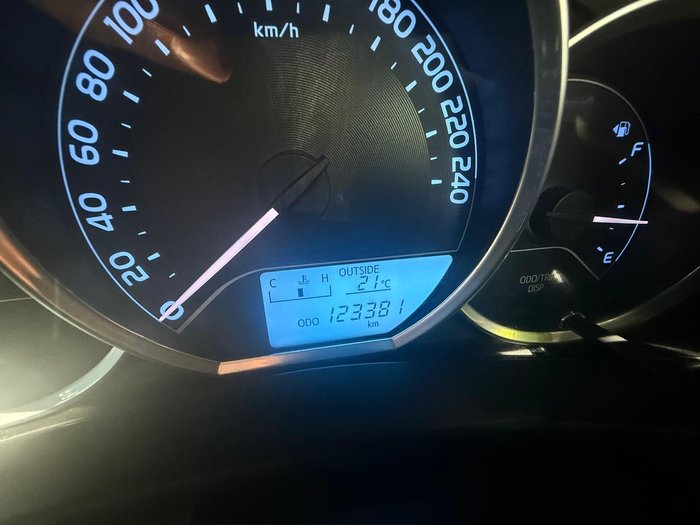 km/h
0
20
40
60
80
100
180
200
220
240
C H OUTSIDE
21°C
ODO 123381
km
F
E
ODO/TRIP
DISP